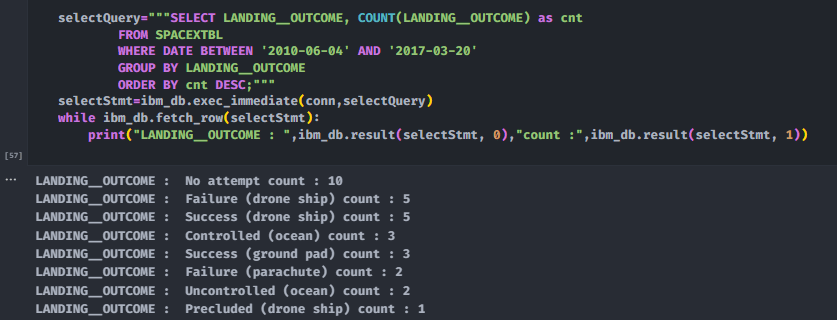 selectQuery="""SELECT LANDING__OUTCOME, COUNT(LANDING__OUTCOME) as cnt
FROM SPACEXTBL
WHERE DATE BETWEEN '2010-06-04' AND '2017-03-20'
GROUP BY LANDING__OUTCOME
ORDER BY cnt DESC;"""
selectStmt=ibm_db.exec_immediate(conn,selectQuery)
while ibm_db.fetch_row(selectStmt):
print("LANDING__OUTCOME : ",ibm_db.result(selectStmt, 0),"count :",ibm_db.result(selectStmt, 1))
[57]
...
LANDING__OUTCOME :  No attempt count : 10
LANDING__OUTCOME :  Failure (drone ship) count : 5
LANDING__OUTCOME :  Success (drone ship) count : 5
LANDING__OUTCOME :  Controlled (ocean) count : 3
LANDING__OUTCOME :  Success (ground pad) count : 3
LANDING__OUTCOME :  Failure (parachute) count : 2
LANDING__OUTCOME :  Uncontrolled (ocean) count : 2
LANDING__OUTCOME :  Precluded (drone ship) count : 1